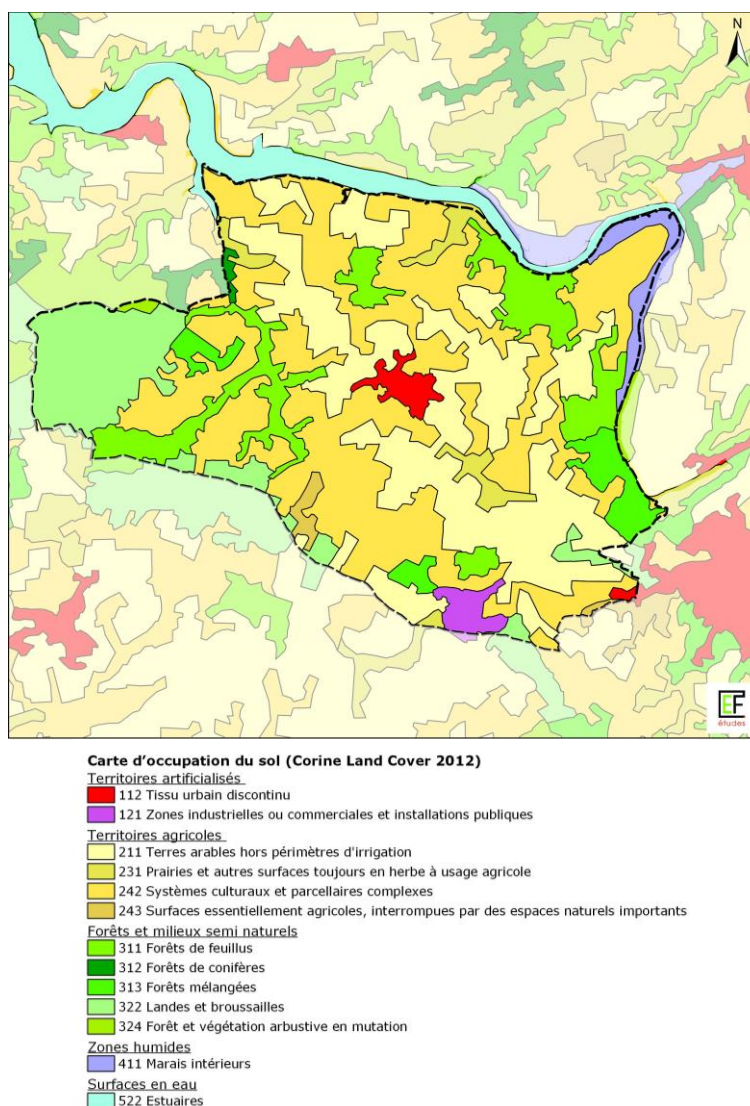 N
CEF
études
Carte d'occupation du sol (Corine Land Cover 2012)
Territoires artificialisés
112 Tissu urbain discontinu
121 Zones industrielles ou commerciales et installations publiques
Territoires agricoles
211 Terres arables hors périmètres d'irrigation
231 Prairies et autres surfaces toujours en herbe à usage agricole
242 Systèmes culturaux et parcellaires complexes
243 Surfaces essentiellement agricoles, interrompues par des espaces naturels importants
Forêts et milieux semi naturels
311 Forêts de feuillus
312 Forêts de conifères
313 Forêts mélangées
322 Landes et broussailles
324 Forêt et végétation arbustive en mutation
Zones humides
411 Marais intérieurs
Surfaces en eau
522 Estuaires